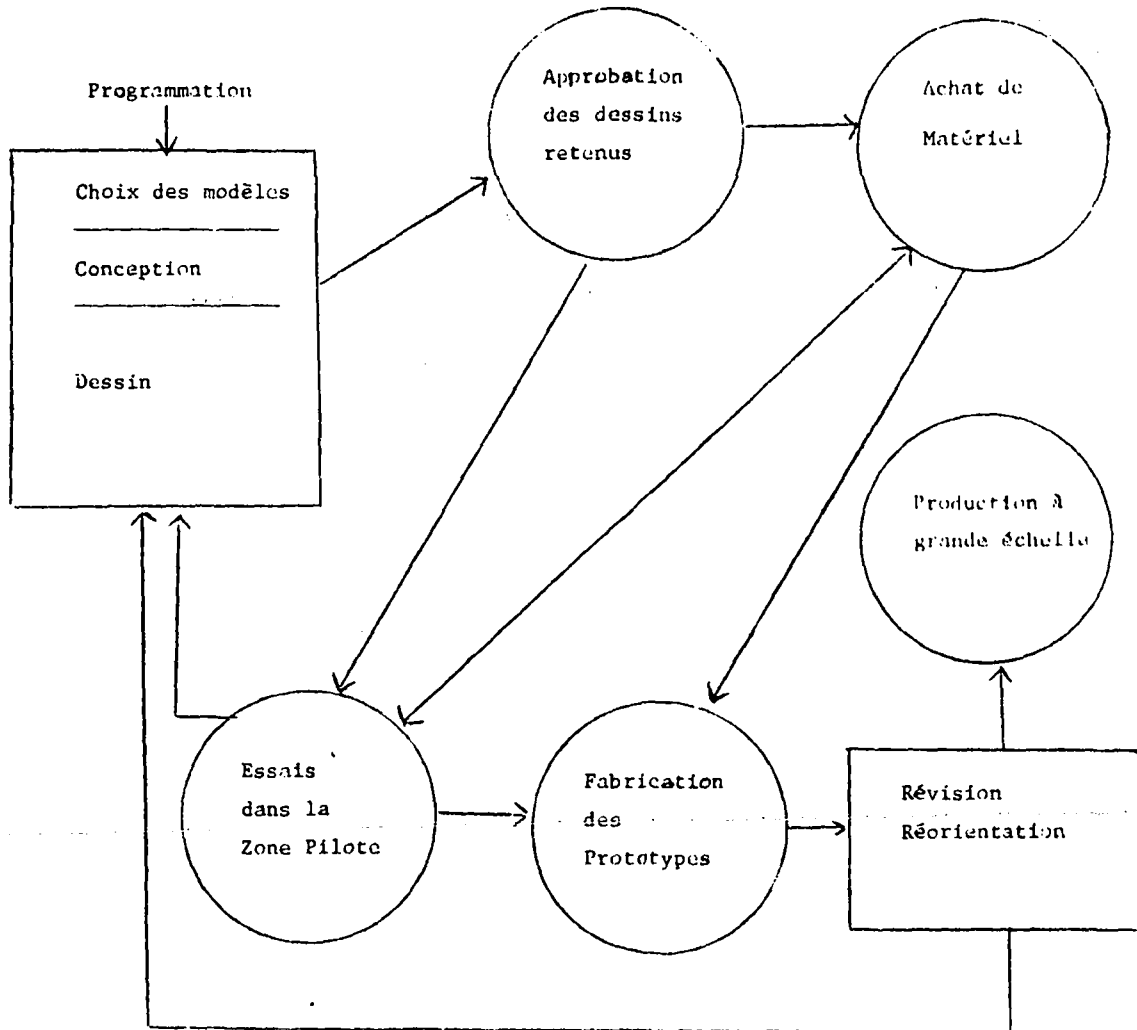 Programmation
Choix des modèles
Conception
Dessin
Approbation
des dessins
retenus
Achat de
Matériel
Production A
grande échelle
Essais
dans la
Zone Pilote
Fabrication
des
Prototypes
Révision
Réorientation